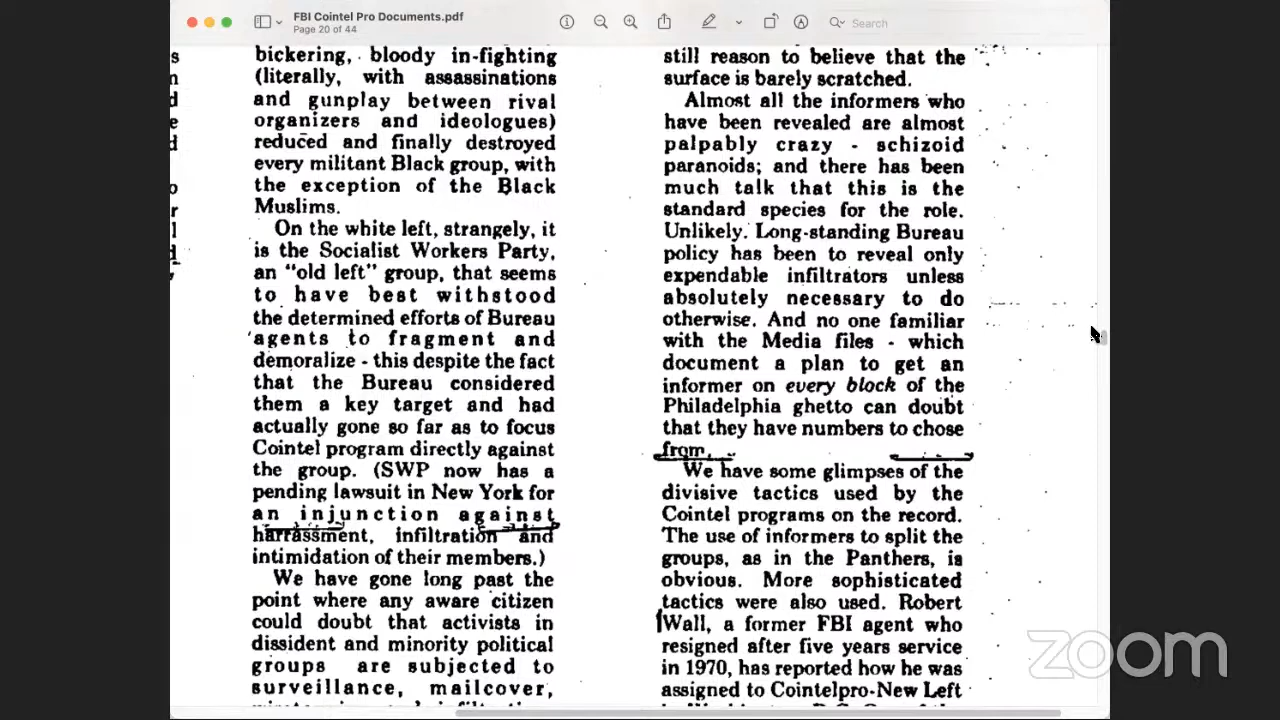 FBI Cointel Pro Documents.pdf
Page 20 of 44
Search
s
n
d
e
d
o
r
l
d
bickering, bloody in-fighting
(literally, with assassinations
and gunplay between rival
organizers and ideologues)
reduced and finally destroyed
every militant Black group, with
the exception of the Black
Muslims.
On the white left, strangely, it
is the Socialist Workers Party,
an "old left" group, that seems
to have best withstood
the determined efforts of Bureau
agents to fragment and
demoralize - this despite the fact
that the Bureau considered
them a key target and had
actually gone so far as to focus
Cointel program directly against
the group. (SWP now has a
pending lawsuit in New York for
an injunction against
harrassment, infiltration and
intimidation of their members.)
We have gone long past the
point where any aware citizen
could doubt that activists in
dissident and minority political
groups are subjected to
surveillance, mailcover,
still reason to believe that the
surface is barely scratched.
Almost all the informers who
have been revealed are almost
palpably crazy - schizoid
paranoids; and there has been
much talk that this is the
standard species for the role.
Unlikely. Long-standing Bureau
policy has been to reveal only
expendable infiltrators unless
absolutely necessary to do
otherwise. And no one familiar
with the Media files - which
document a plan to get an
informer on every block of the
Philadelphia ghetto can doubt
that they have numbers to chose
from.
We have some glimpses of the
divisive tactics used by the
Cointel programs on the record.
The use of informers to split the
groups, as in the Panthers, is
obvious. More sophisticated
tactics were also used. Robert
Wall, a former FBI agent who
resigned after five years service
in 1970, has reported how he was
assigned to Cointelpro-New Left
zoom